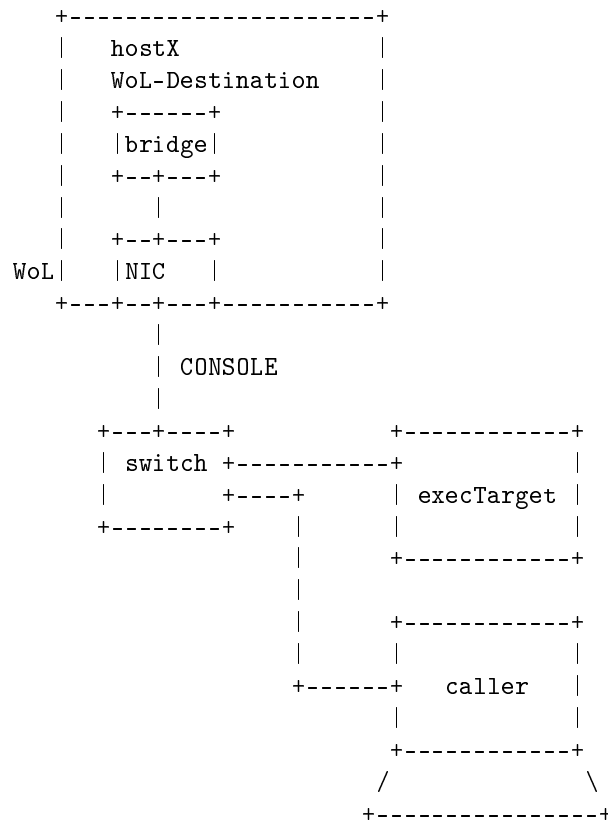 hostX
WoL-Destination
bridge
WoL
NIC
CONSOLE
switch
execTarget
caller